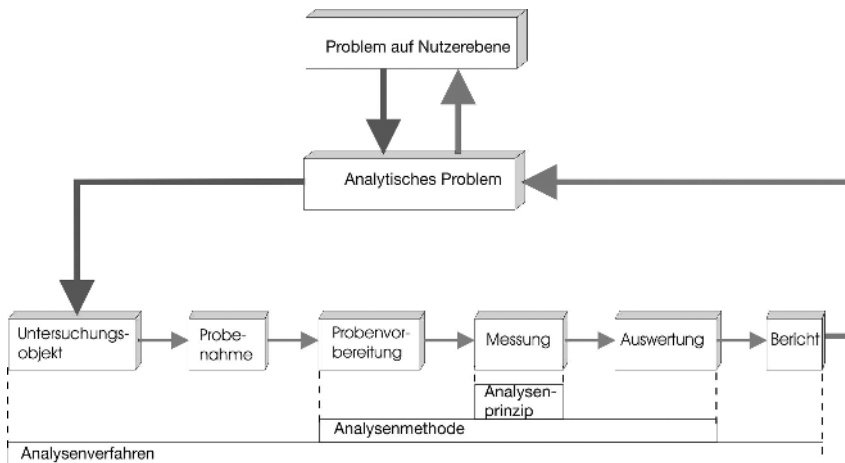 Problem auf Nutzerebene
Analytisches Problem
Untersuchungs-
objekt
Probe-
nahme
Probenvor-
bereitung
Messung
Auswertung
Bericht
Analysen-
prinzip
Analysenmethode
Analysenverfahren